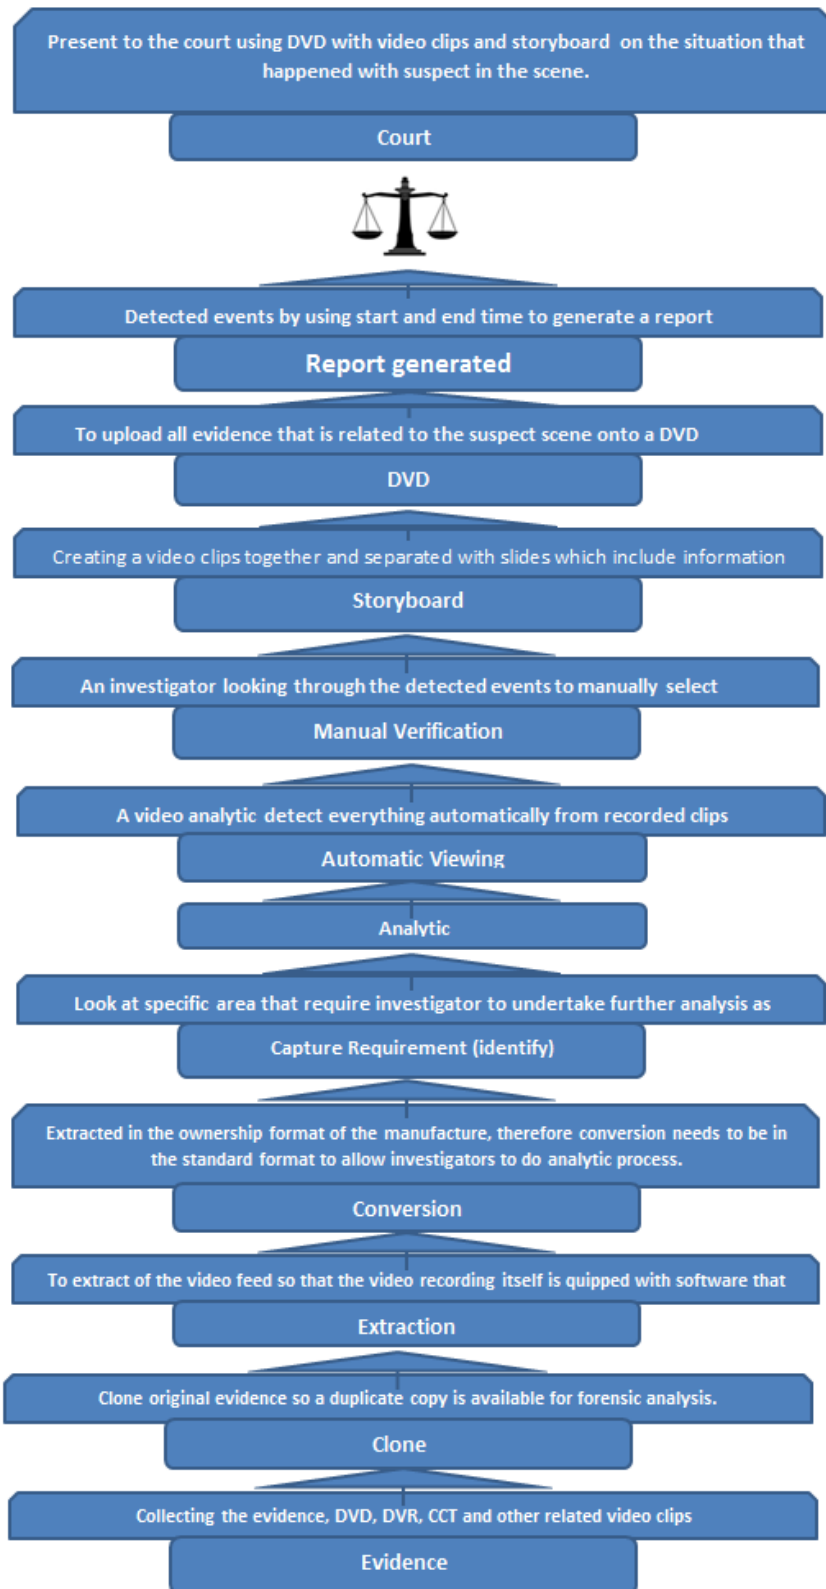 Present to the court using DVD with video clips and storyboard on the situation that
happened with suspect in the scene.
Court
Detected events by using start and end time to generate a report
Report generated
To upload all evidence that is related to the suspect scene onto a DVD
DVD
Creating a video clips together and separated with slides which include information
Storyboard
An investigator looking through the detected events to manually select
Manual Verification
A video analytic detect everything automatically from recorded clips
Automatic Viewing
Analytic
Look at specific area that require investigator to undertake further analysis as
Capture Requirement (identify)
Extracted in the ownership format of the manufacture, therefore conversion needs to be in
the standard format to allow investigators to do analytic process.
Conversion
To extract of the video feed so that the video recording itself is quipped with software that
Extraction
Clone original evidence so a duplicate copy is available for forensic analysis.
Clone
Collecting the evidence, DVD, DVR, CCT and other related video clips
Evidence